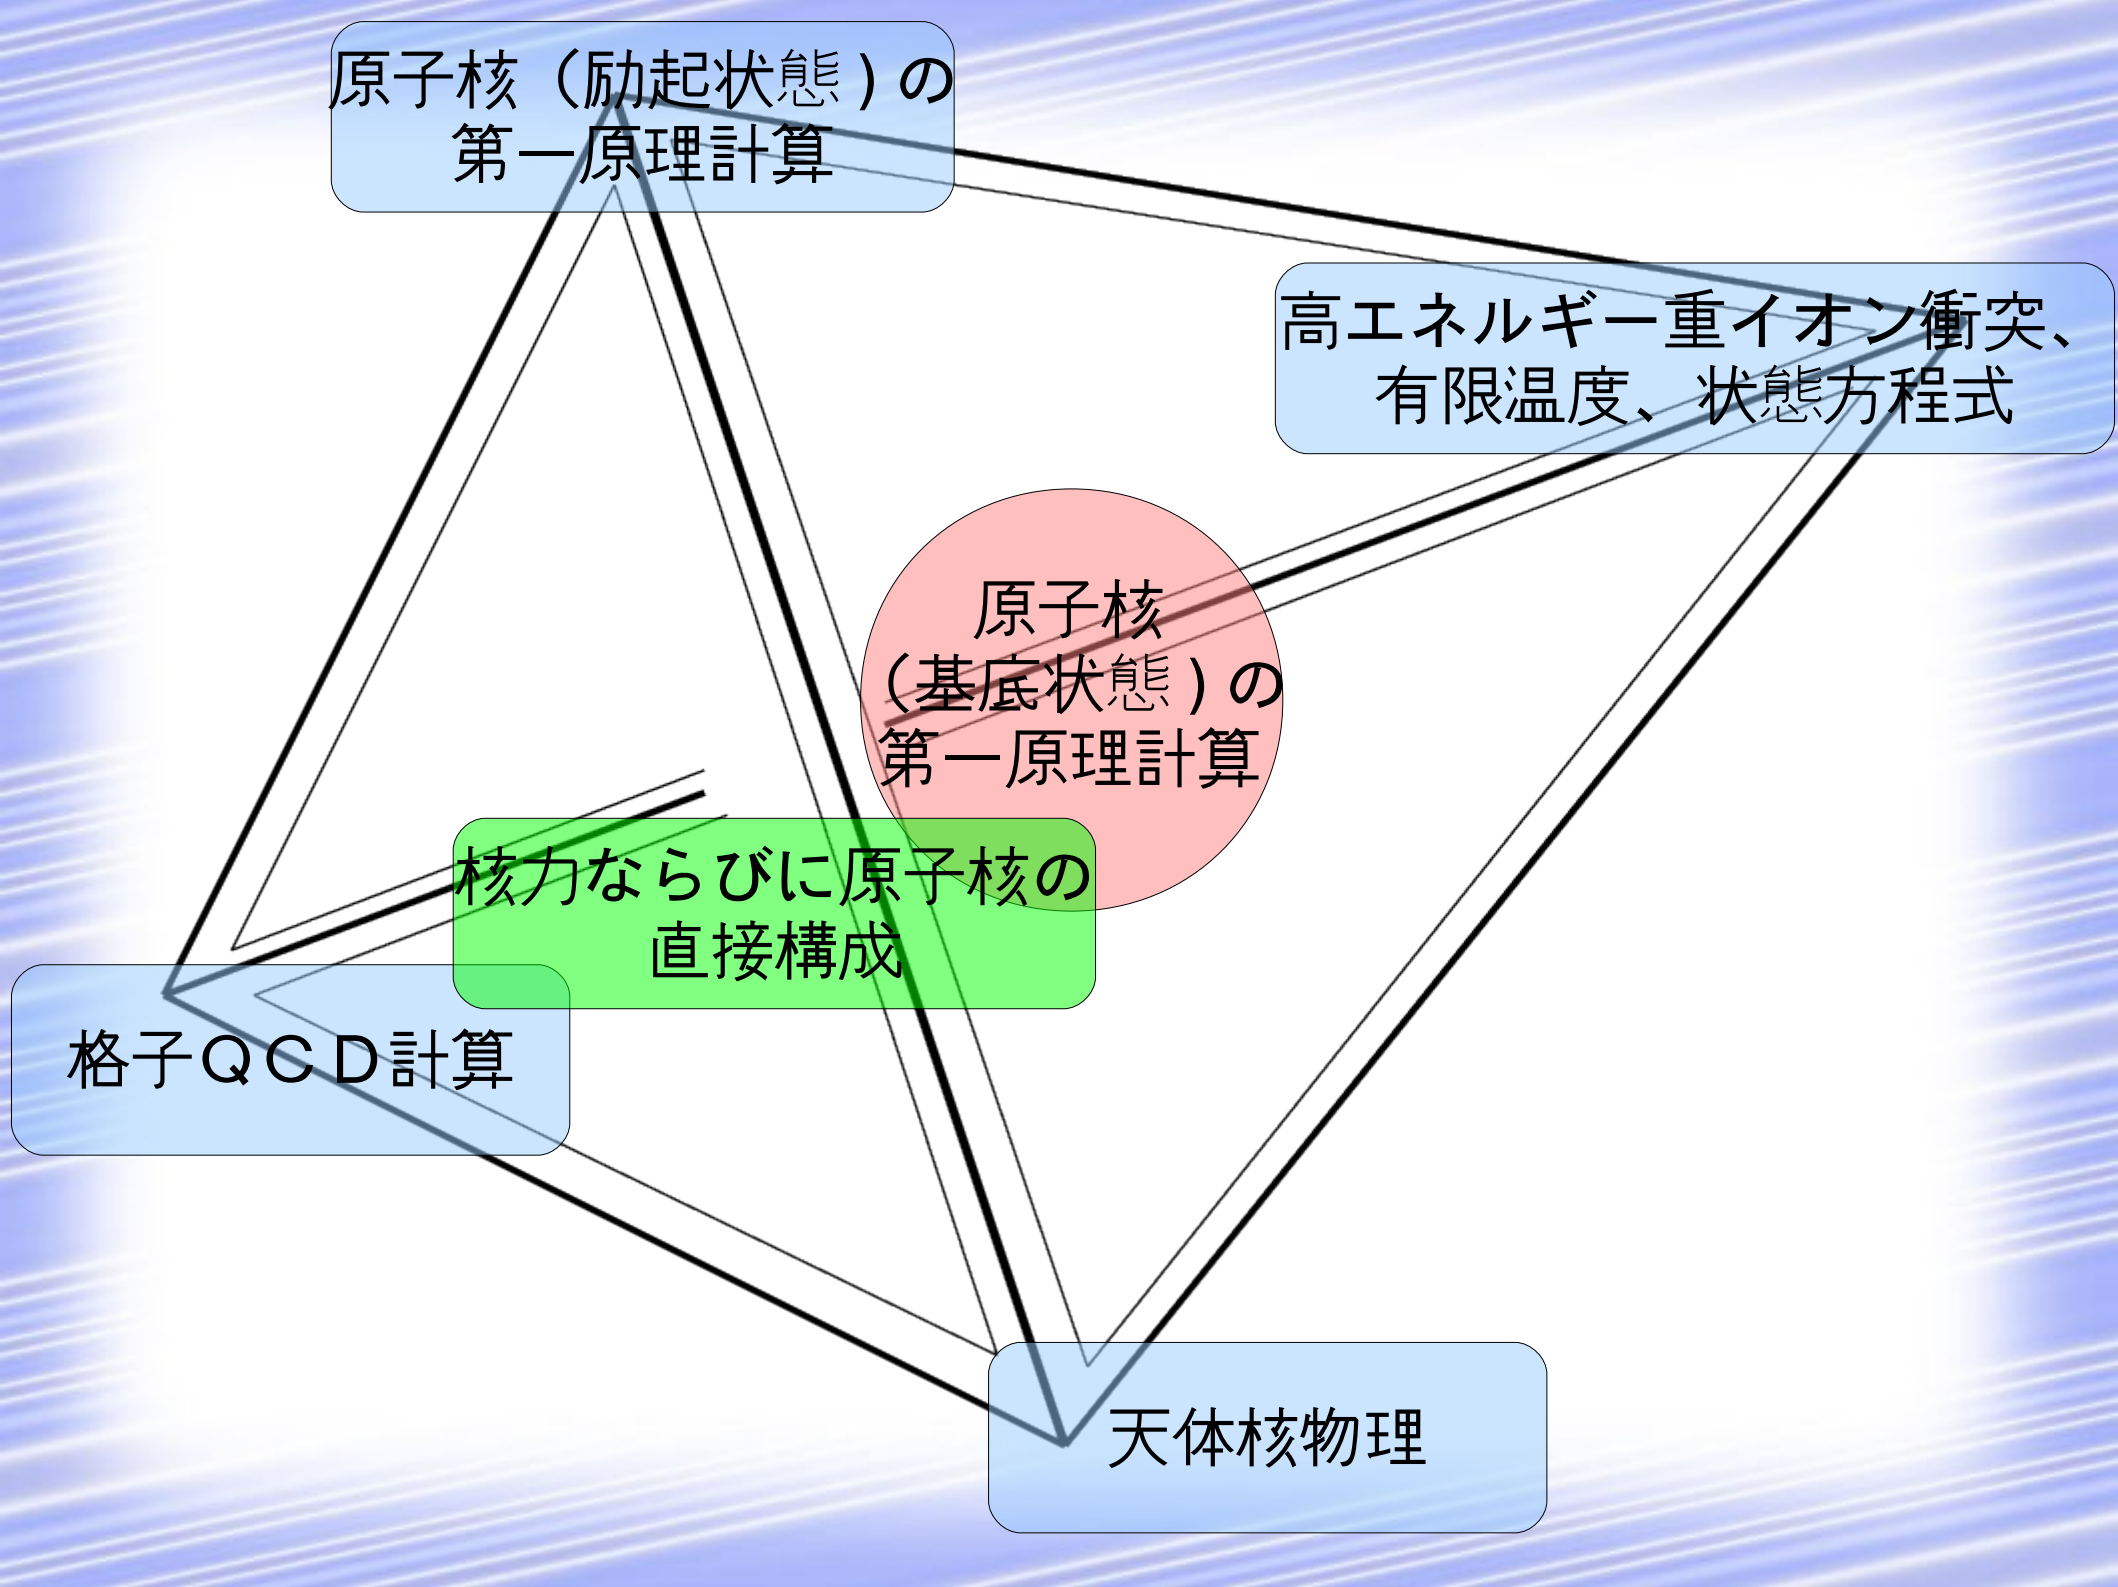 原子核（励起状態）の
第一原理計算
高エネルギー重イオン衝突、
有限温度、状態方程式
原子核
（基底状態）の
第一原理計算
核力ならびに原子核の
直接構成
格子ＱＣＤ計算
天体核物理